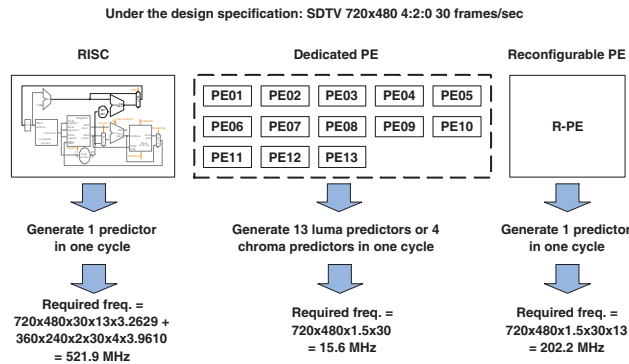 Under the design specification: SDTV 720x480 4:2:0 30 frames/sec
RISC
Dedicated PE
Reconfigurable PE
PE01 PE02 PE03 PE04 PE05
PE06 PE07 PE08 PE09 PE10
PE11 PE12 PE13
R-PE
Generate 1 predictor
in one cycle
Generate 13 luma predictors or 4
chroma predictors in one cycle
Generate 1 predictor
in one cycle
Required freq. =
720x480x30x13x3.2629 +
360x240x2x30x4x3.9610
= 521.9 MHz
Required freq. =
720x480x1.5x30
= 15.6 MHz
Required freq. =
720x480x1.5x30x13
= 202.2 MHz